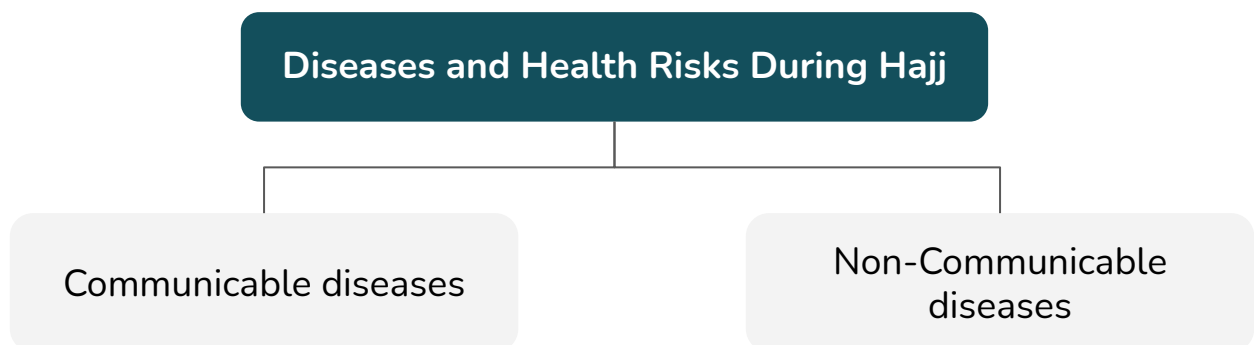 Diseases and Health Risks During Hajj
Communicable diseases
Non-Communicable
diseases